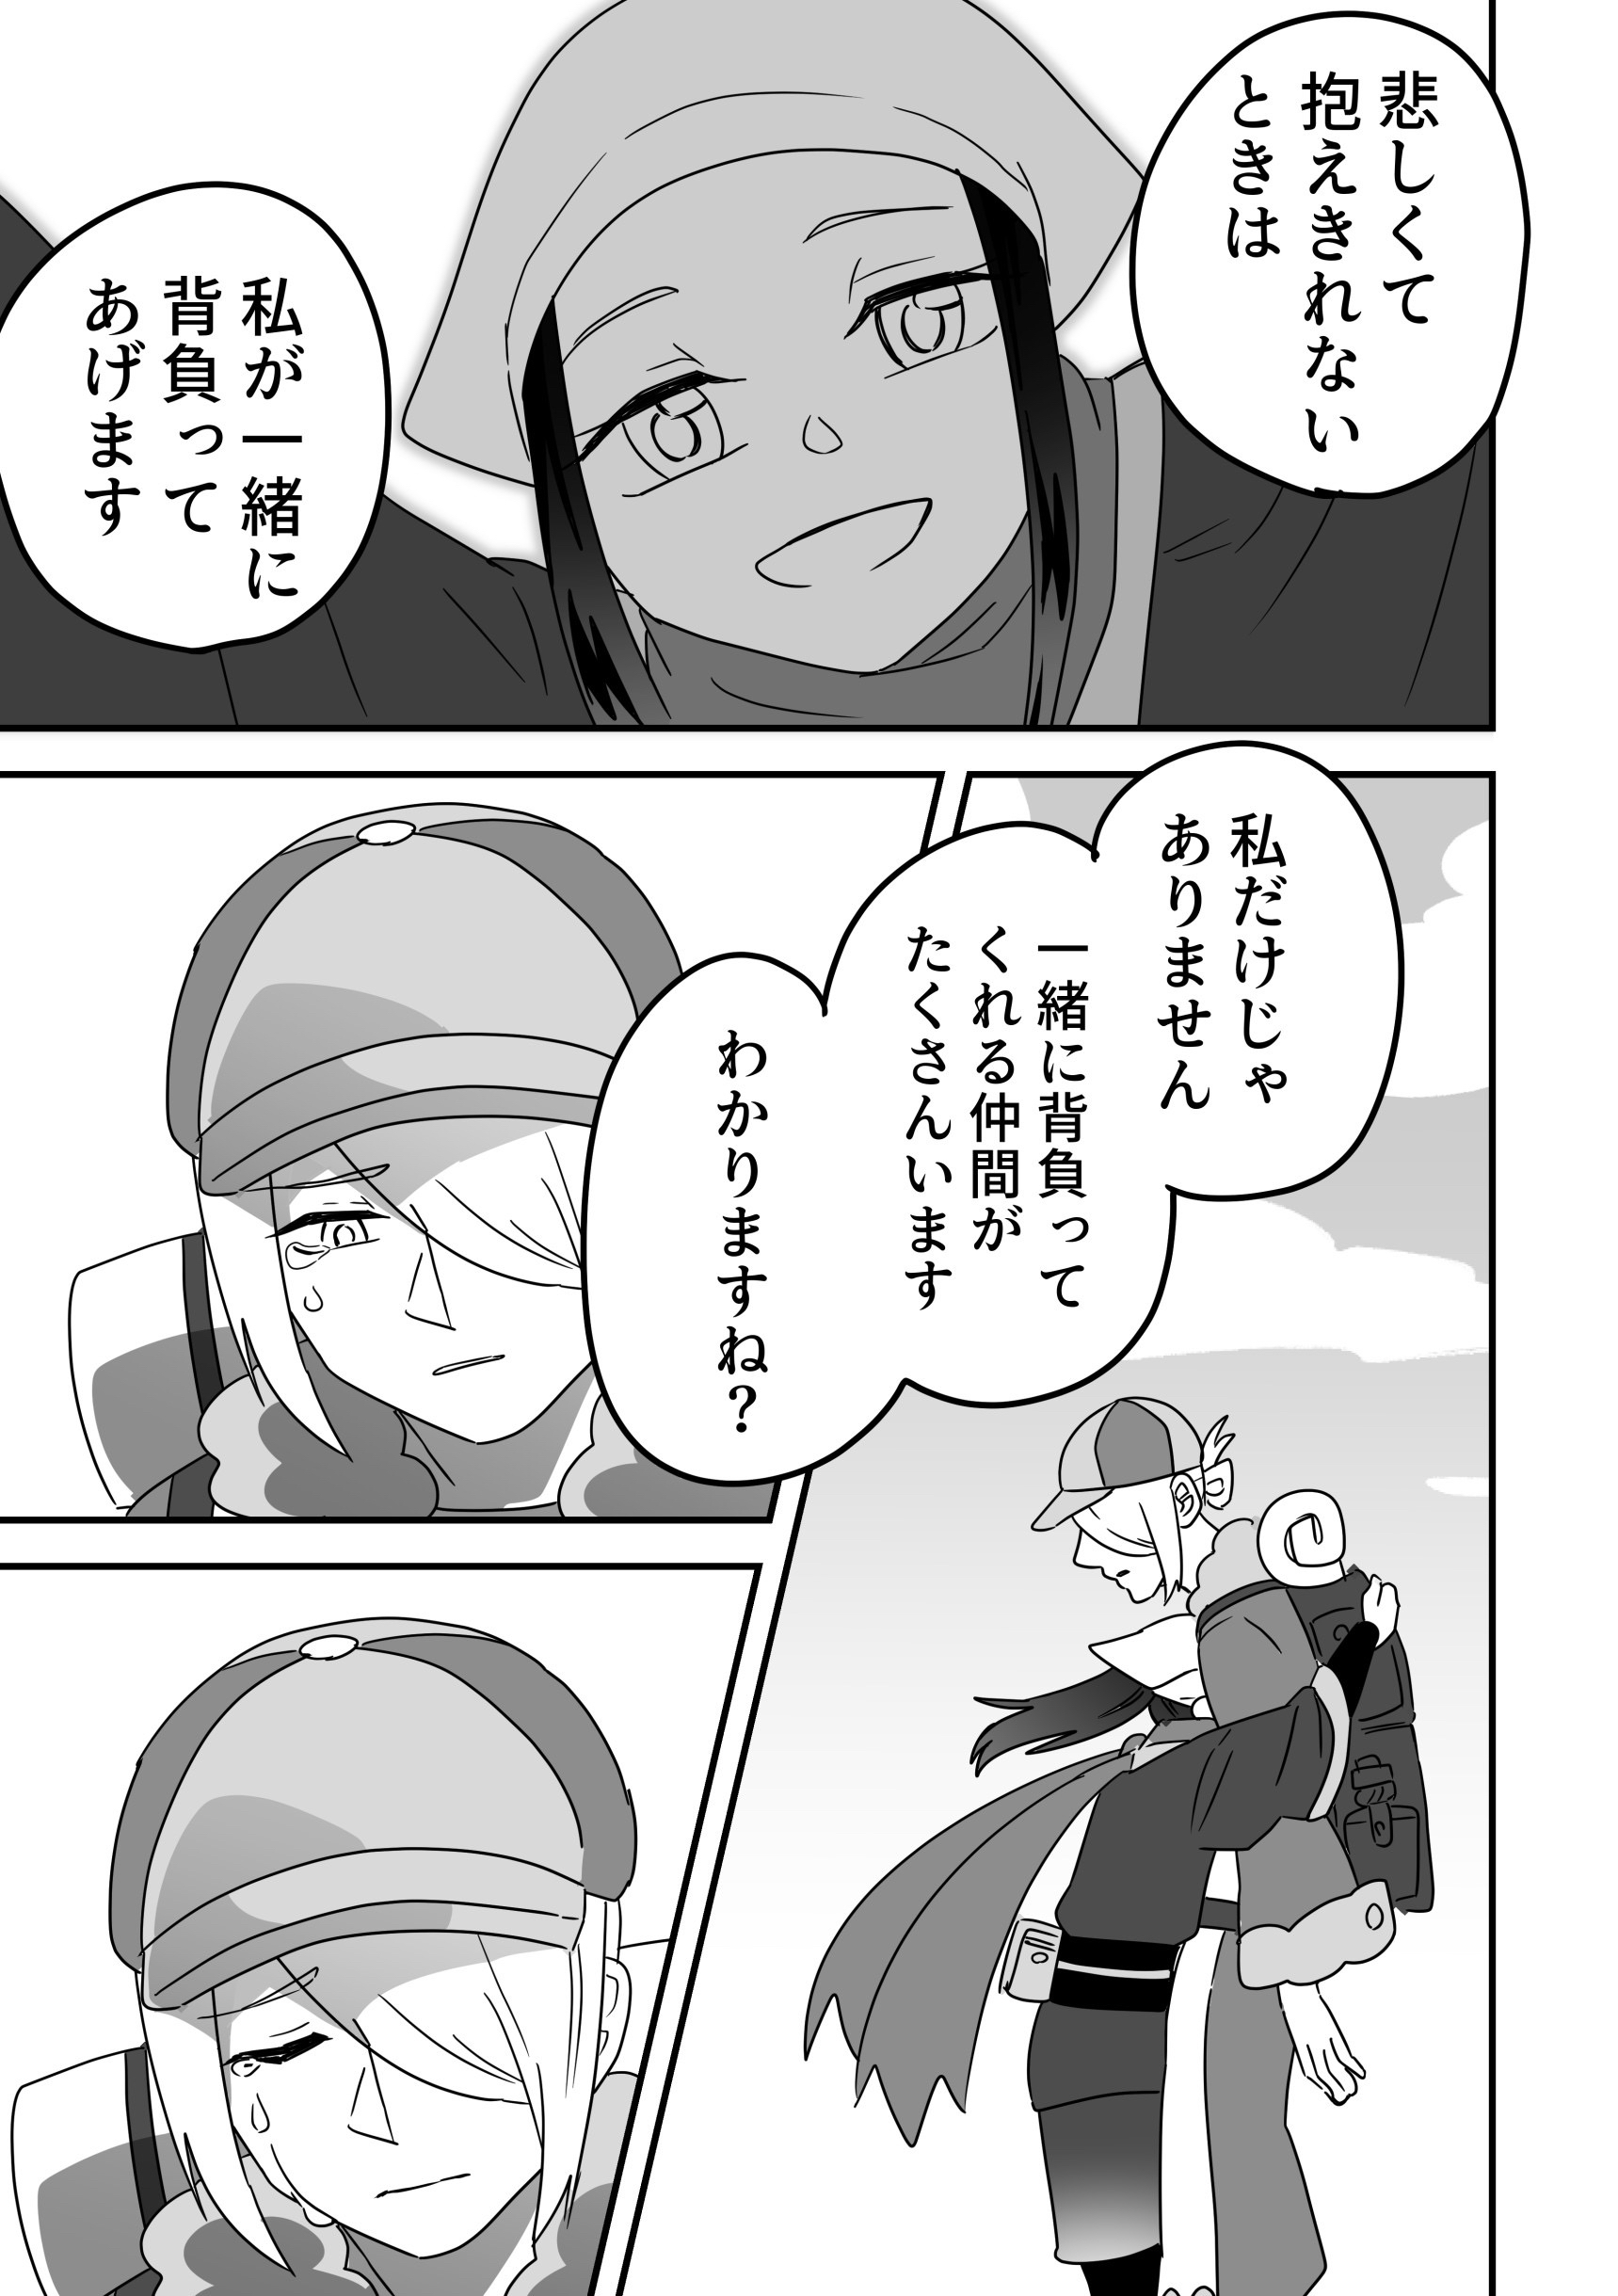 悲しくて
抱えきれない
ときは
私が一緒に
背負って
あげます
私だけじゃ
ありません
一緒に背負って
くれる仲間が
たくさんいます
わかりますね？